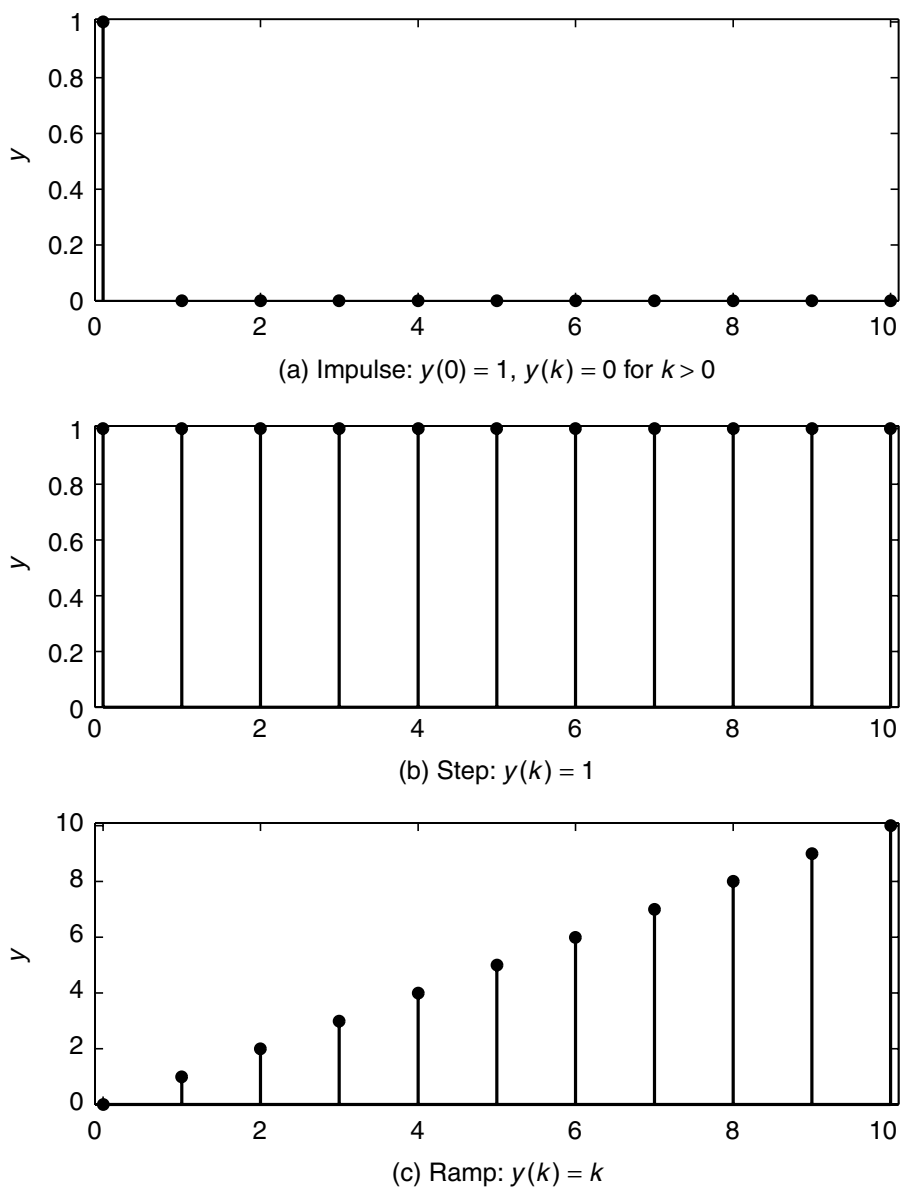 1
0.8
0.6
y
0.4
0.2
0
0 2 4 6 8 10
(a) Impulse: y(0) = 1, y(k) = 0 for k > 0
1
0.8
0.6
y
0.4
0.2
0
0 2 4 6 8 10
(b) Step: y(k) = 1
10
8
6
y
4
2
0
0 2 4 6 8 10
(c) Ramp: y(k) = k